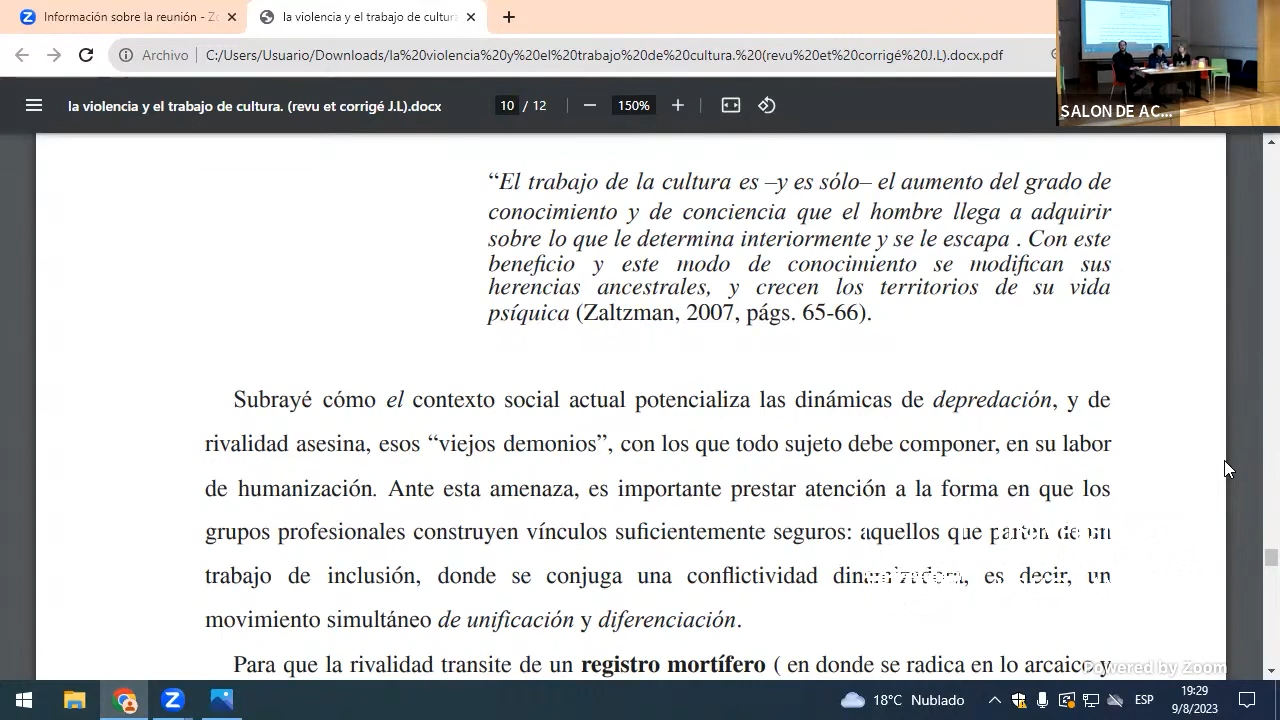 Información sobre la reunión - Zo
la violencia y el trabajo de cultura
Archivo
C:/Users/Usuario/Downloads/la%20violencia%20y%20el%20trabajo%20de%20cultura.%20(revu%20et%20corrigé%20J.L).docx.pdf
la violencia y el trabajo de cultura. (revu et corrigé J.L).docx
10 / 12
150%
SALON DE AC...
“El trabajo de la cultura es –y es sólo– el aumento del grado de
conocimiento y de conciencia que el hombre llega a adquirir
sobre lo que le determina interiormente y se le escapa . Con este
beneficio y este modo de conocimiento se modifican sus
herencias ancestrales, y crecen los territorios de su vida
psíquica (Zaltzman, 2007, págs. 65-66).
Subrayé cómo el contexto social actual potencializa las dinámicas de depredación, y de
rivalidad asesina, esos “viejos demonios”, con los que todo sujeto debe componer, en su labor
de humanización. Ante esta amenaza, es importante prestar atención a la forma en que los
grupos profesionales construyen vínculos suficientemente seguros: aquellos que
trabajo de inclusión, donde se conjuga una conflictividad es decir, un
movimiento simultáneo de unificación y diferenciación.
Para que la rivalidad transite de un registro mortífero ( en donde se radica en lo arcaico y
Powered by Zoom
18°C Nublado
ESP
19:29
9/8/2023